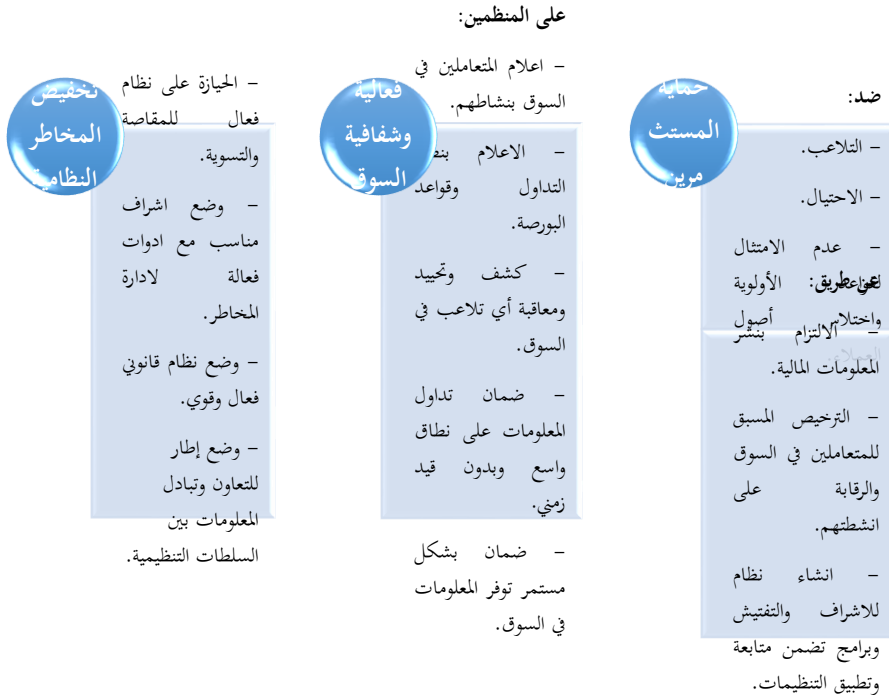 حماية
المستث
مرين
ضد:
– التلاعب.
– الاحتيال.
– عدم الامتثال
لقواعد الأولوية
واختلاس أصول
العملاء.
عن طريق:
– الالتزام بنشر
المعلومات المالية.
– الترخيص المسبق
للمتعاملين في السوق
والرقابة على
انشطتهم.
– انشاء نظام
للاشراف والتفتيش
وبرامج تضمن متابعة
وتطبيق التنظيمات.
فعالية
وشفافية
السوق
على المنظمين:
– اعلام المتعاملين في
السوق بنشاطهم.
– الاعلام
التداول وقواعد
البورصة.
– كشف وتحييد
ومعاقبة أي تلاعب في
السوق.
– ضمان تداول
المعلومات على نطاق
واسع وبدون قيد
زمني.
– ضمان بشكل
مستمر توفر المعلومات
في السوق.
تخفيض
المخاطر
النظامية
– الحيازة على نظام
فعال للمقاصة
والتسوية.
– وضع اشراف
مناسب مع ادوات
فعالة لادارة
المخاطر.
– وضع نظام قانوني
فعال وقوي.
– وضع إطار
للتعاون وتبادل
المعلومات بين
السلطات التنظيمية.